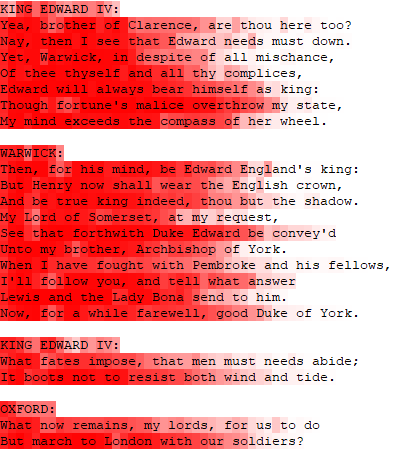 KING EDWARD IV:
Yea, brother of Clarence, are thou here too?
Nay, then I see that Edward needs must down.
Yet, Warwick, in despite of all mischance,
Of thee thyself and all thy complices,
Edward will always bear himself as king:
Though fortune's malice overthrow my state,
My mind exceeds the compass of her wheel.
WARWICK:
Then, for his mind, be Edward England's king:
But Henry now shall wear the English crown,
And be true king indeed, thou but the shadow.
My Lord of Somerset, at my request,
See that forthwith Duke Edward be convey'd
Unto my brother, Archbishop of York.
When I have fought with Pembroke and his fellows,
I'll follow you, and tell what answer
Lewis and the Lady Bona send to him.
Now, for a while farewell, good Duke of York.
KING EDWARD IV:
What fates impose, that men must needs abide;
It boots not to resist both wind and tide.
OXFORD:
What now remains, my lords, for us to do
But march to London with our soldiers?